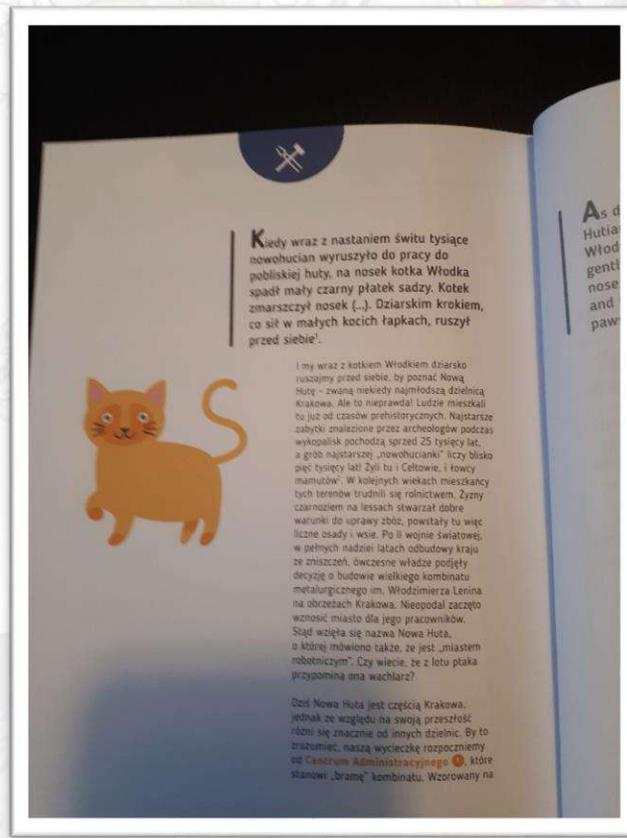 Kiedy wraz z nastaniem świtu tysiące
nowohucian wyruszyło do pracy do
pobliskiej huty, na nosek kotka Włodka
spadł mały czarny płatek sadzy. Kotek
zmarszczył nosek (...). Dziarskim krokiem,
co sił w małych kocich łapkach, ruszył
przed siebie¹.
I my wraz z kotkiem Włodkiem dziarsko
ruszajmy przed siebie, by poznać Nową
Hutę – zwaną niekiedy najmłodszą dzielnicą
Krakowa. Ale to nieprawda! Ludzie mieszkali
tu już od czasów prehistorycznych. Najstarsze
zabytki znalezione przez archeologów podczas
wykopalisk pochodzą sprzed 25 tysięcy lat,
a grób najstarszej „nowohucianki” liczy blisko
pięć tysięcy lat! Żyli tu i Celtowie, i łowcy
mamutów². W kolejnych wiekach mieszkańcy
tych terenów trudnili się rolnictwem. Żyzny
czarnoziem na lessach stwarzał dobre
warunki do uprawy zbóż, powstały tu więc
liczne osady i wsie. Po II wojnie światowej,
w pełnych nadziei latach odbudowy kraju
ze zniszczeń, ówczesne władze podjęły
decyzję o budowie wielkiego kombinatu
metalurgicznego im. Włodzimierza Lenina
na obrzeżach Krakowa. Nieopodal zaczęto
wznosić miasto dla jego pracowników.
Stąd wzięła się nazwa Nowa Huta,
o której mówiono także, że jest „miastem
robotniczym”. Czy wiecie, że z lotu ptaka
przypomina ona wachlarz?
Dziś Nowa Huta jest częścią Krakowa,
jednak ze względu na swoją przeszłość
różni się znacznie od innych dzielnic. By to
zrozumieć, naszą wycieczkę rozpoczniemy
od Centrum Administracyjnego 1, które
stanowi „bramę” kombinatu. Wzorowany na
As d
Hutia
Włod
gentl
nose
and
paws